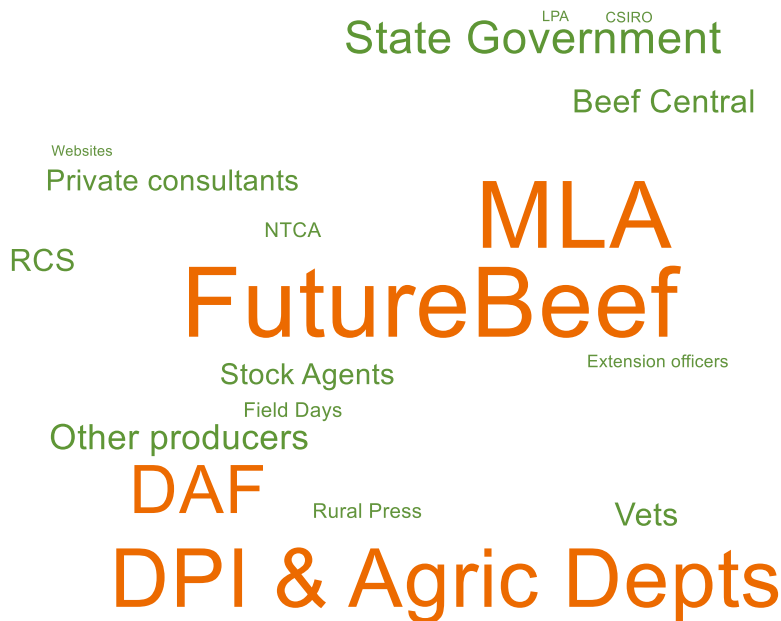 LPA
CSIRO
State Government
Beef Central
Websites
Private consultants
MLA
NTCA
RCS
FutureBeef
Extension officers
Stock Agents
Field Days
Other producers
DAF
Rural Press
Vets
DPI & Agric Depts